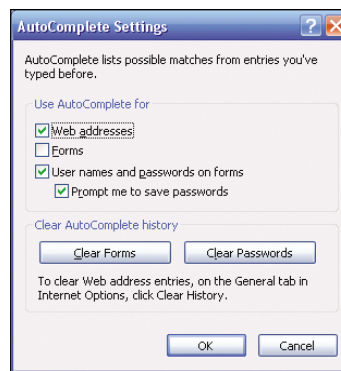 AutoComplete Settings
AutoComplete lists possible matches from entries you've
typed before.
Use AutoComplete for
Web addresses
Forms
User names and passwords on forms
Prompt me to save passwords
Clear AutoComplete history
Clear Forms
Clear Passwords
To clear Web address entries, on the General tab in
Internet Options, click Clear History.
OK
Cancel